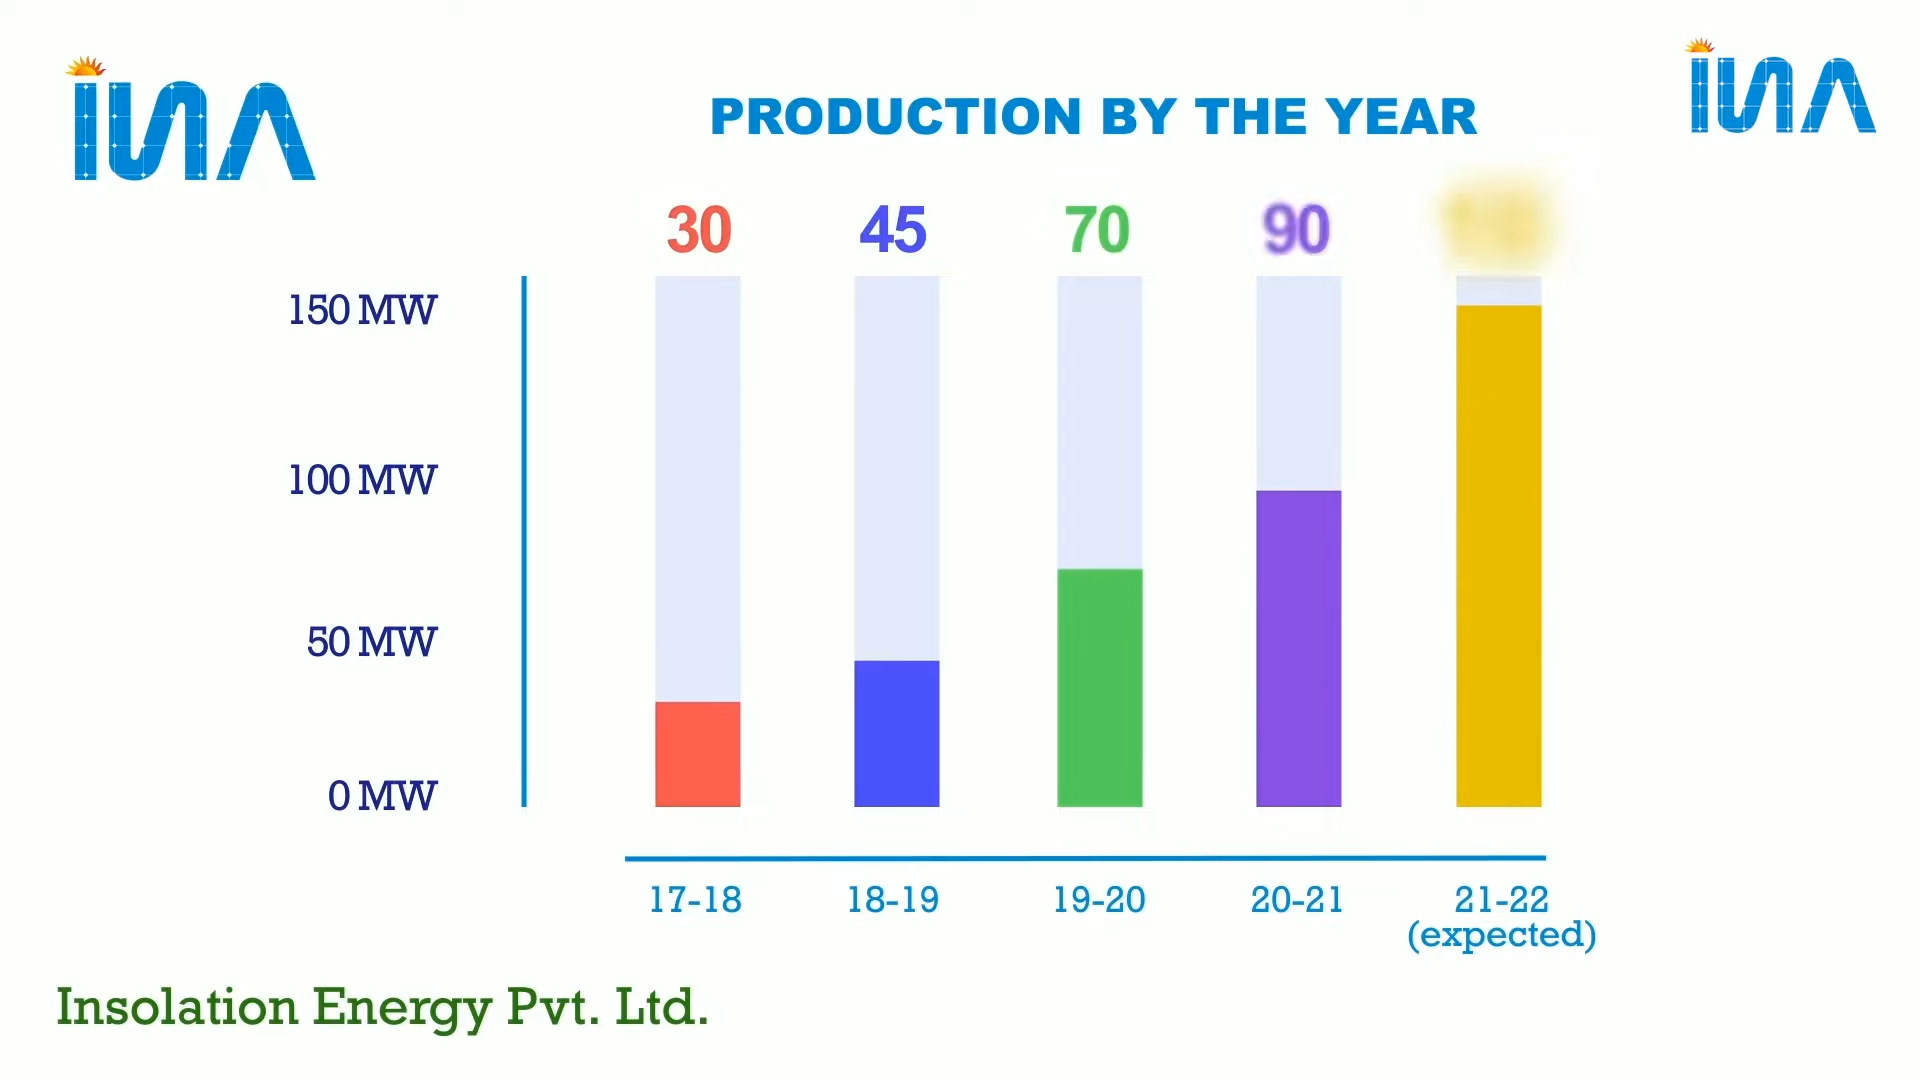 INA
INA
PRODUCTION BY THE YEAR
30 45 70 90
150 MW
100 MW
50 MW
0 MW
17-18 18-19 19-20 20-21 21-22
(expected)
Insolation Energy Pvt. Ltd.